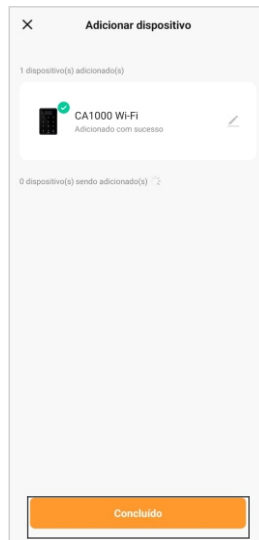 Adicionar dispositivo
1 dispositivo(s) adicionado(s)
CA1000 Wi-Fi
Adicionado com sucesso
0 dispositivo(s) sendo adicionado(s)
Concluído